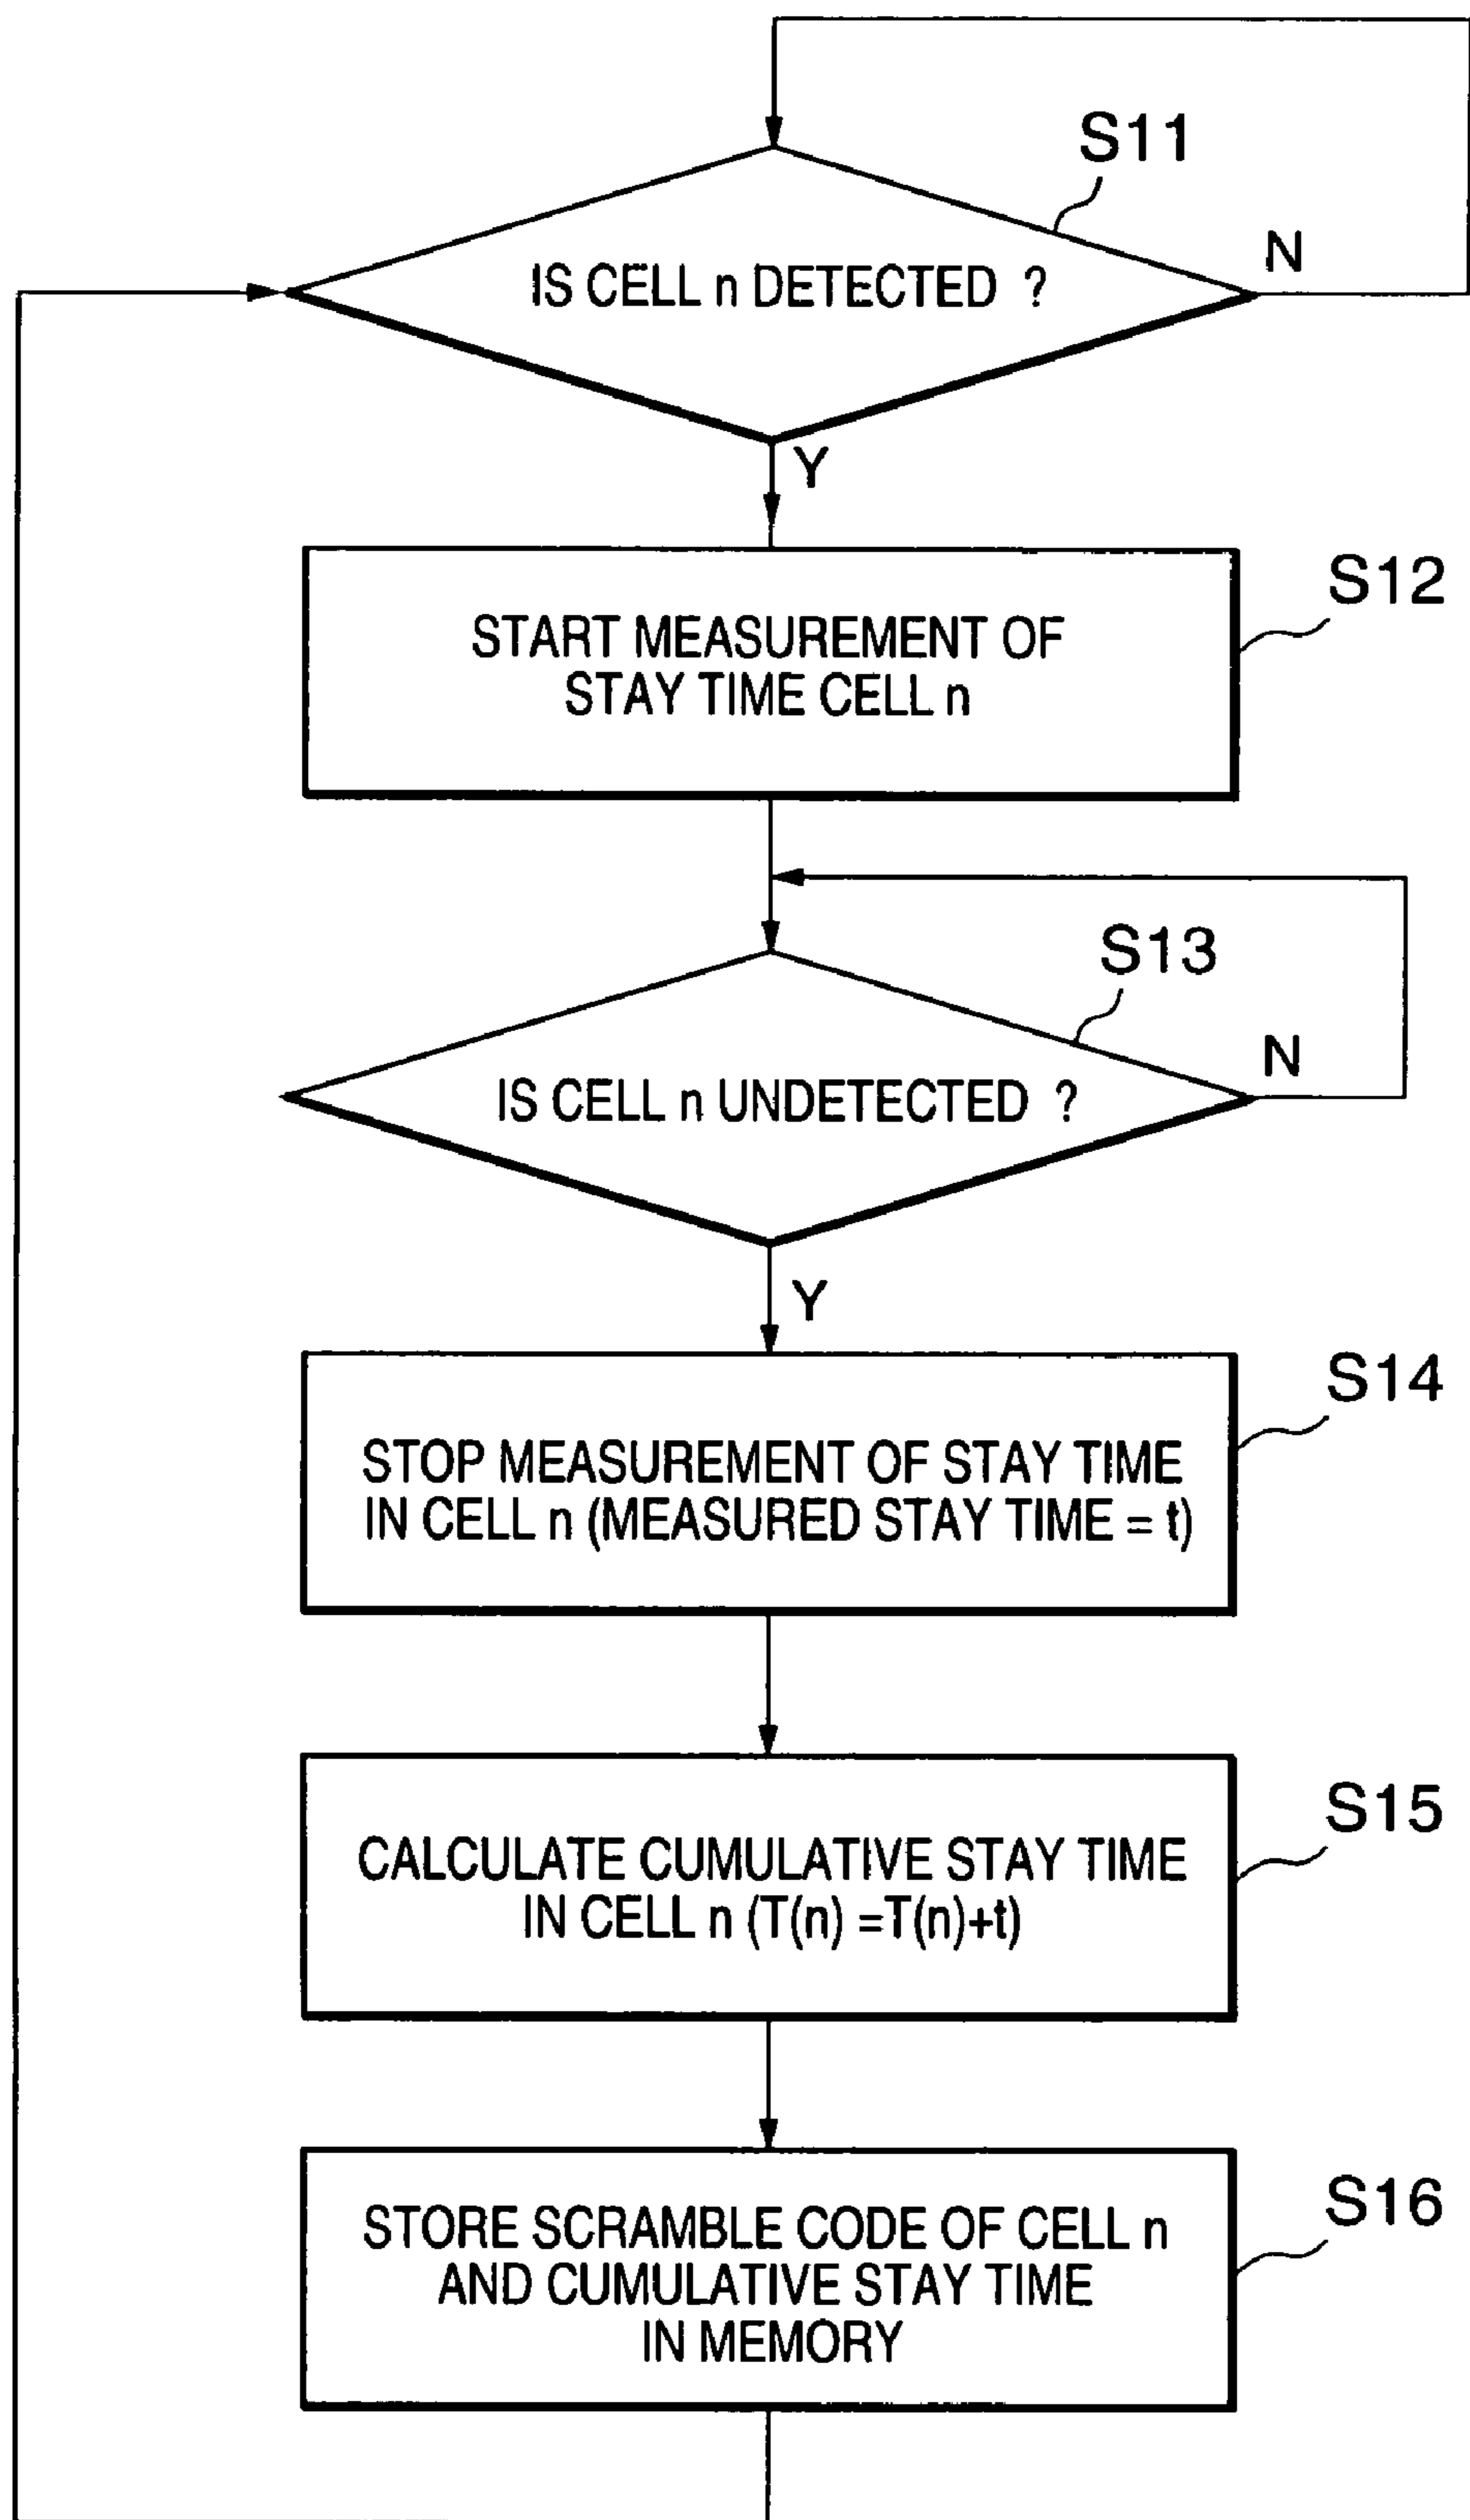 S11
IS CELL n DETECTED ?
N
Y
S12
START MEASUREMENT OF
STAY TIME CELL n
S13
IS CELL n UNDETECTED ?
N
Y
S14
STOP MEASUREMENT OF STAY TIME
IN CELL n (MEASURED STAY TIME = t)
S15
CALCULATE CUMULATIVE STAY TIME
IN CELL n (T(n) =T(n)+t)
S16
STORE SCRAMBLE CODE OF CELL n
AND CUMULATIVE STAY TIME
IN MEMORY